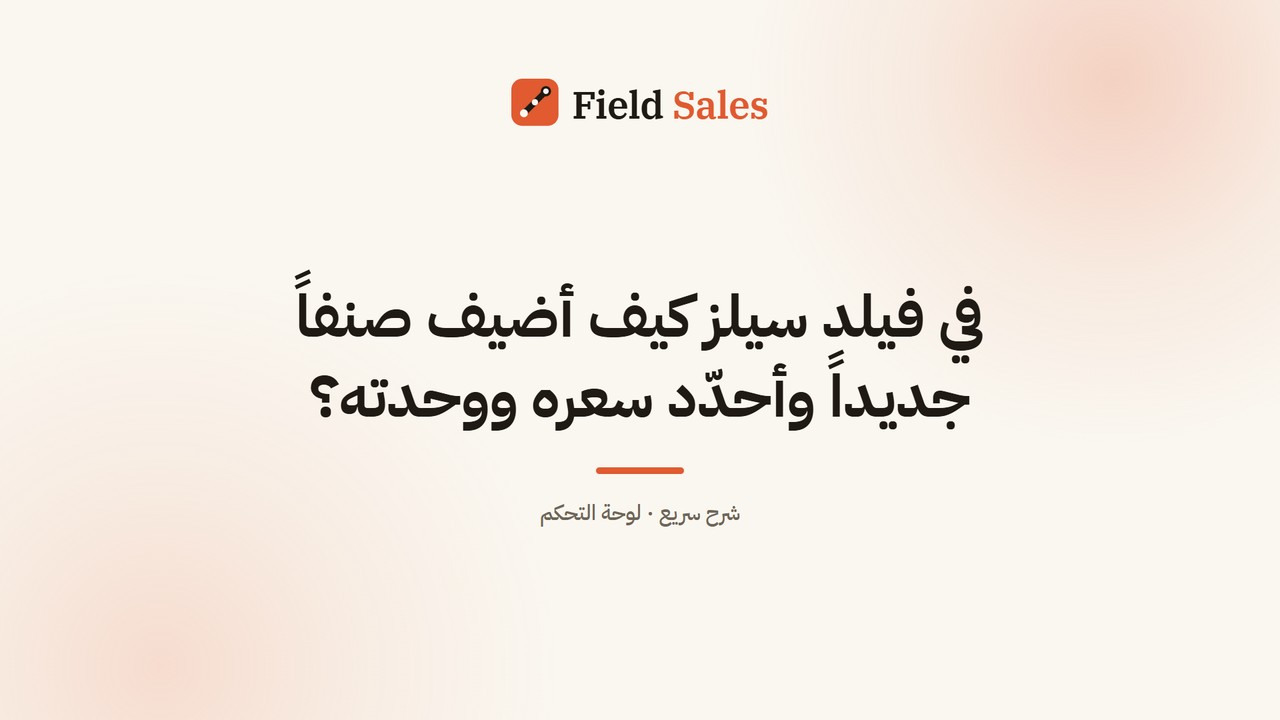 Field Sales
في فيلد سيلز كيف أضيف صنفاً
جديداً وأحدّد سعره ووحدته؟
شرح سريع · لوحة التحكم